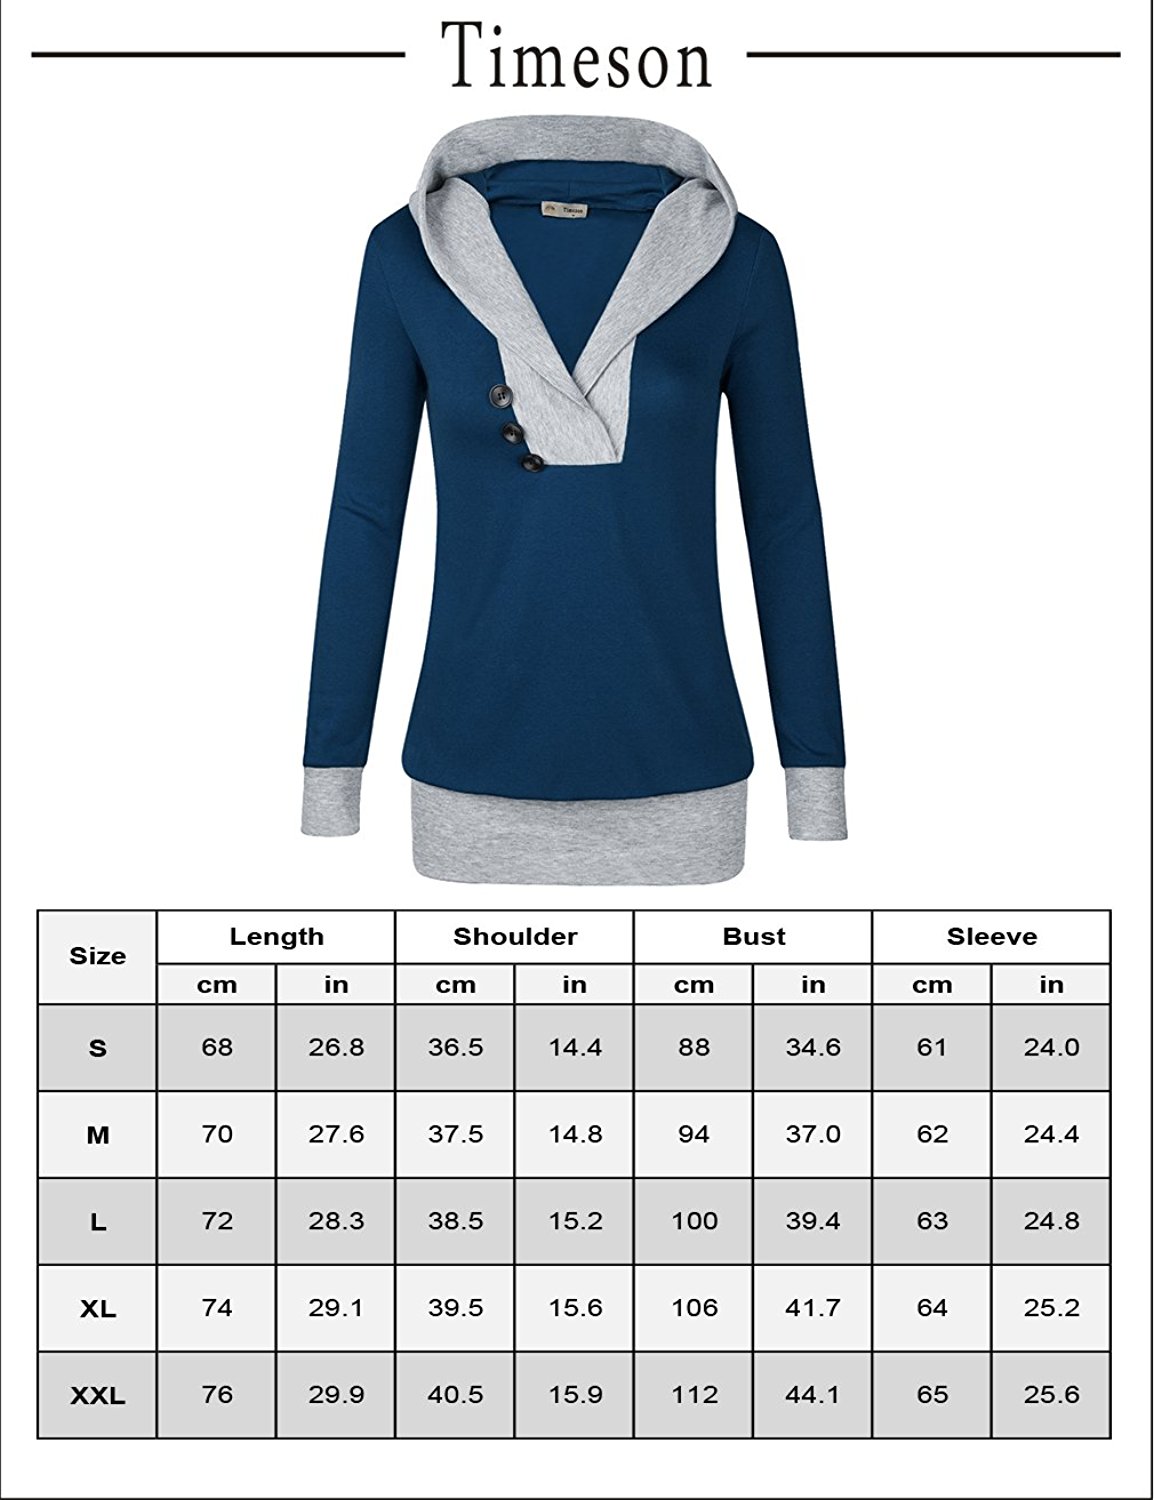 Timeson
Timeson
Size Length Shoulder Bust Sleeve
cm in cm in cm in cm in
S 68 26.8 36.5 14.4 88 34.6 61 24.0
M 70 27.6 37.5 14.8 94 37.0 62 24.4
L 72 28.3 38.5 15.2 100 39.4 63 24.8
XL 74 29.1 39.5 15.6 106 41.7 64 25.2
XXL 76 29.9 40.5 15.9 112 44.1 65 25.6